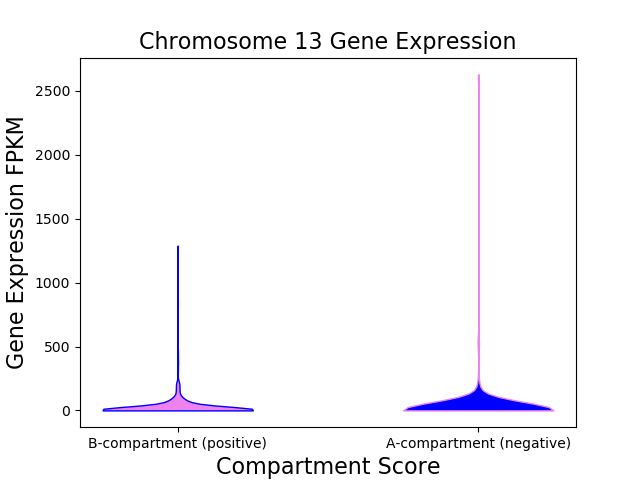 Chromosome 13 Gene Expression
Gene Expression FPKM
2500
2000
1500
1000
500
0
B-compartment (positive)
A-compartment (negative)
Compartment Score